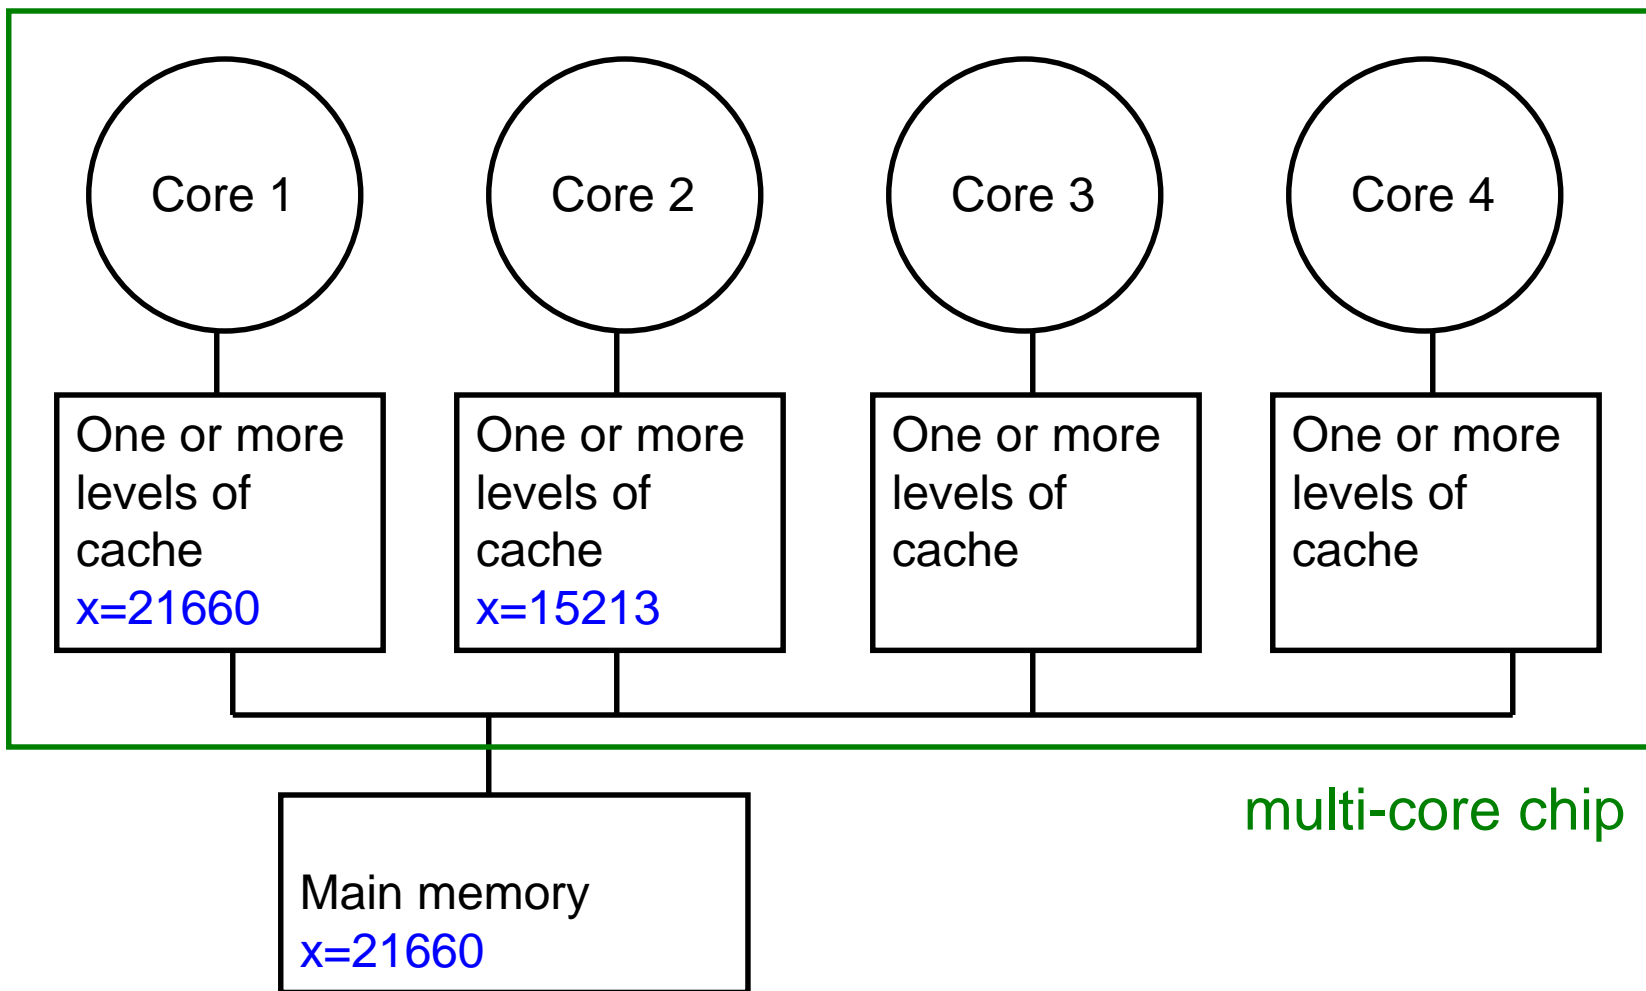 Core 1
Core 2
Core 3
Core 4
One or more
levels of
cache
x=21660
One or more
levels of
cache
x=15213
One or more
levels of
cache
One or more
levels of
cache
multi-core chip
Main memory
x=21660